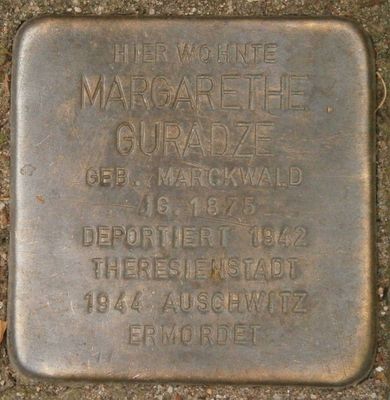 HIER WOHNTE
MARGARETHE
GURADZE
GEB. MARCKWALD
JG. 1875
DEPORTIERT 1942
THERESIENSTADT
1944 AUSCHWITZ
ERMORDET